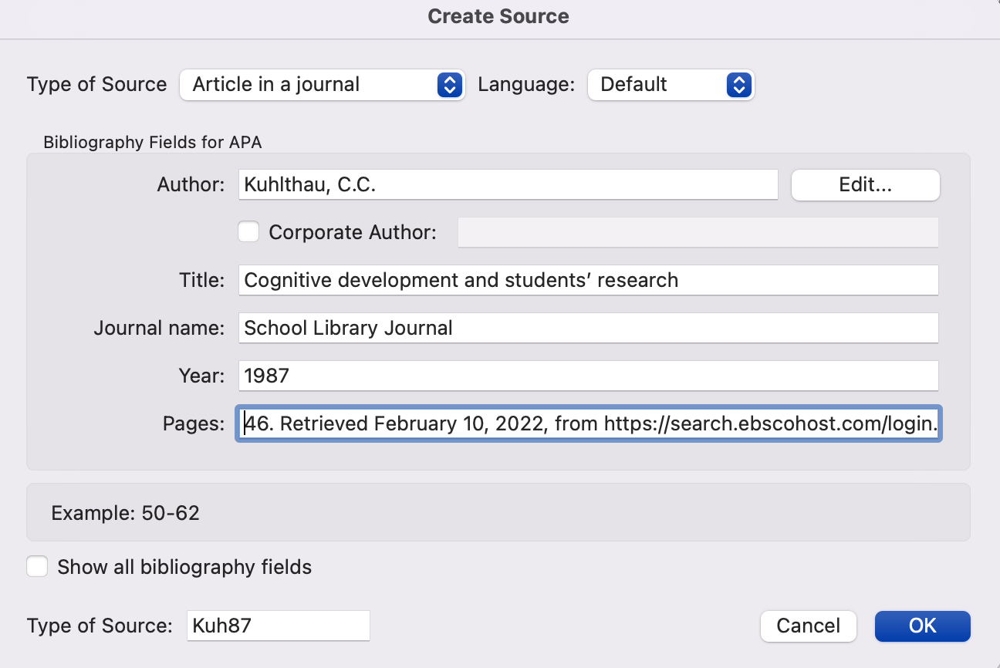 Create Source
Type of Source Article in a journal Language: Default
Bibliography Fields for APA
Author: Kuhlthau, C.C. Edit...
Corporate Author:
Title: Cognitive development and students’ research
Journal name: School Library Journal
Year: 1987
Pages: 46. Retrieved February 10, 2022, from https://search.ebscohost.com/login.
Example: 50-62
Show all bibliography fields
Type of Source: Kuh87 Cancel OK